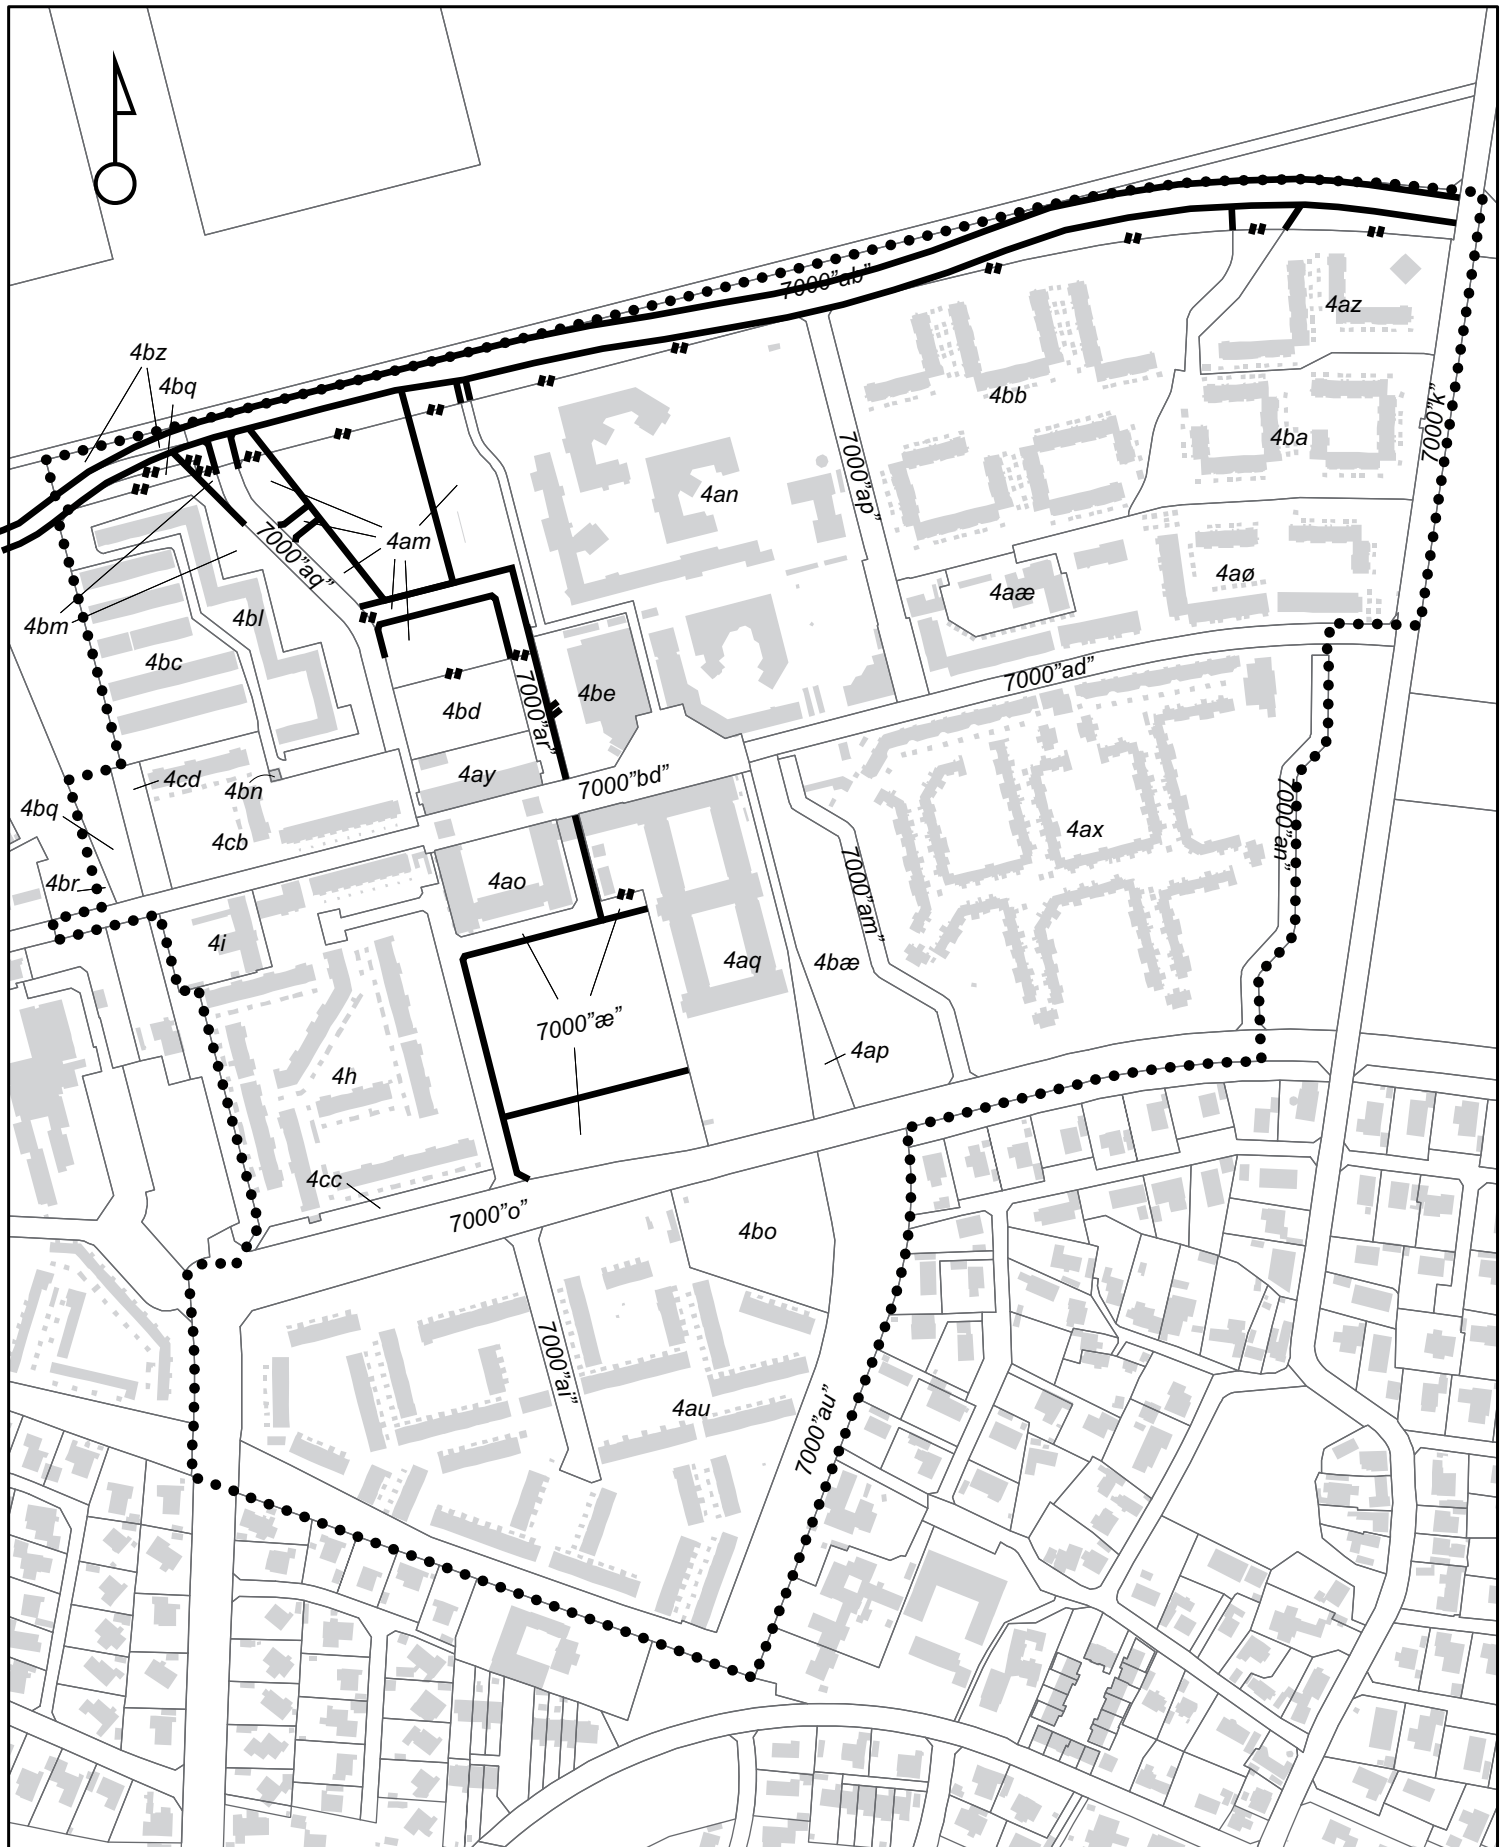 7000”ab”
4az
4bz
4bq
4bb
7000”k”
4ba
7000”ap”
4an
4am
7000”aq”
4aø
4aæ
4bl
4bm
4bc
7000”ad”
4be
4bd
7000”ar”
4ay
4cd
7000”bd”
4bn
4bq
7000”an”
4ax
4cb
4br
4ao
7000”am”
4i
4aq
4bæ
7000”æ”
4ap
4h
4cc
7000”o”
4bo
7000”ai”
4au
7000”au”